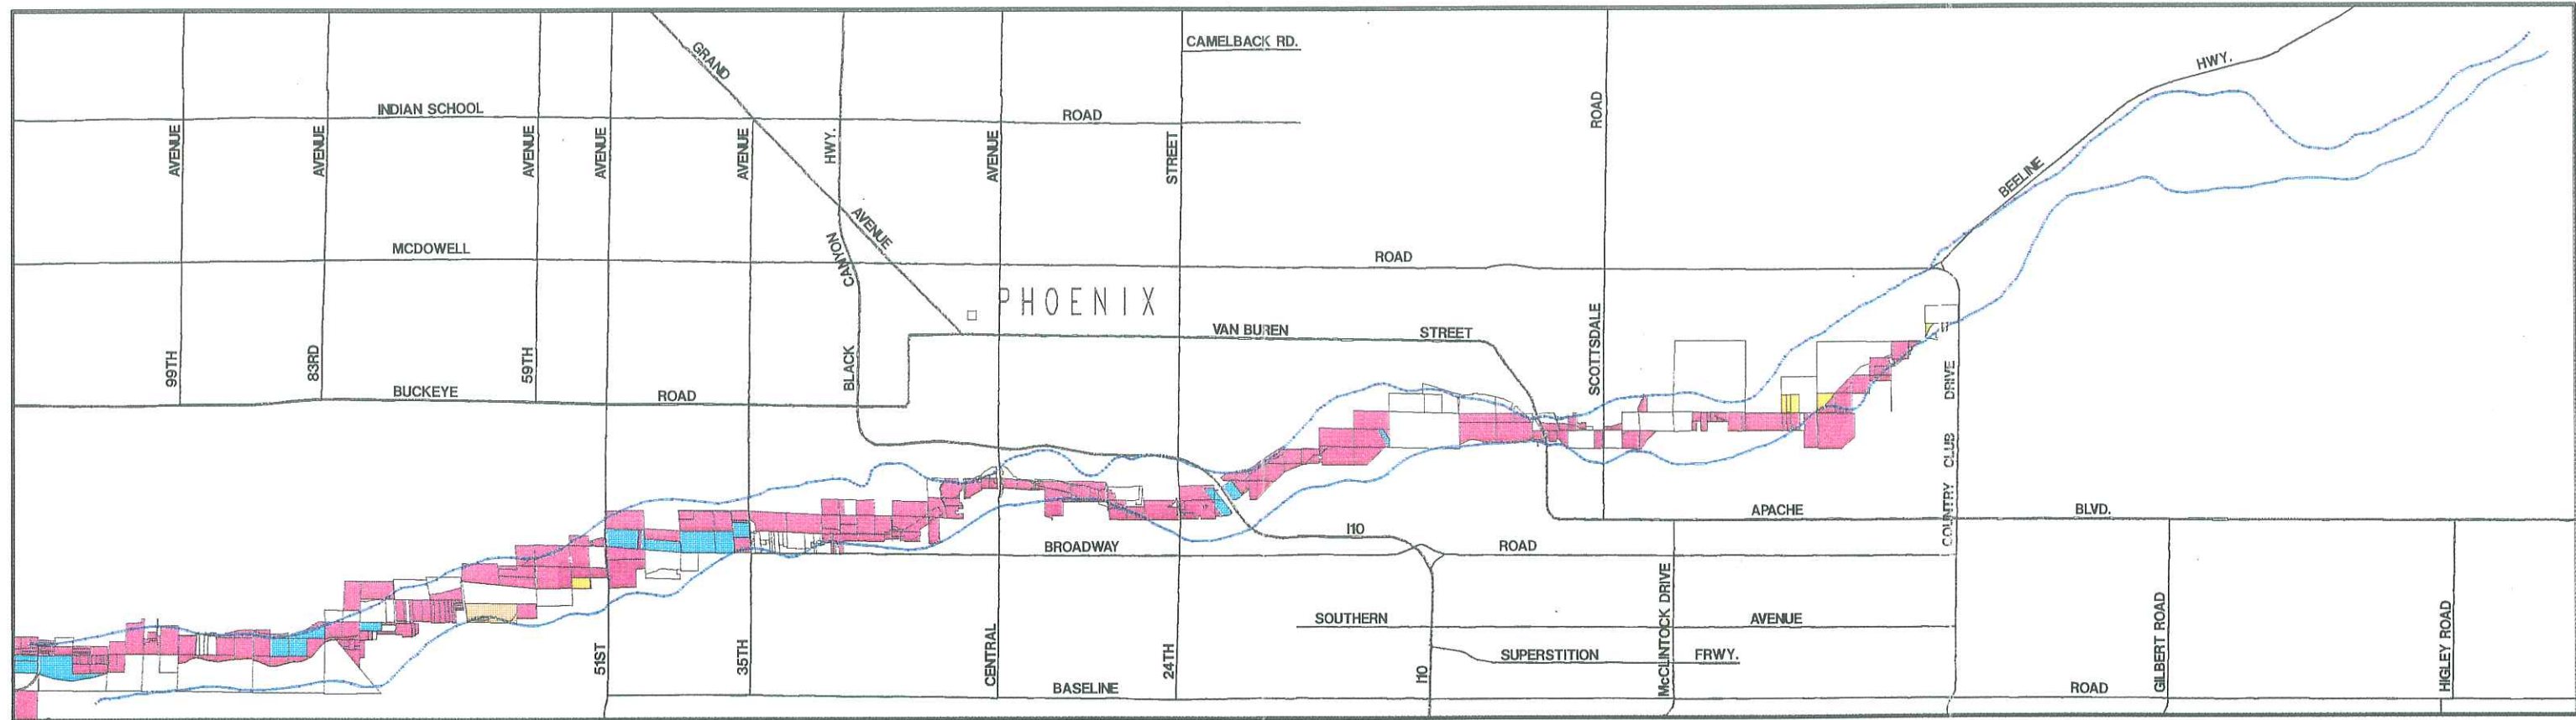 CAMELBACK RD.
GRAND
HWY.
INDIAN SCHOOL
ROAD
ROAD
AVENUE
AVENUE
AVENUE
AVENUE
AVENUE
HWY.
AVENUE
STREET
BEELINE
AVENUE
MCDOWELL
CANYON
ROAD
PHOENIX
VAN BUREN
STREET
SCOTTSDALE
99TH
83RD
59TH
BLACK
BUCKEYE
ROAD
DRIVE
CLUB
COUNTRY
APACHE
BLVD.
I10
BROADWAY
ROAD
SOUTHERN
AVENUE
SUPERSTITION
FRWY.
51ST
35TH
CENTRAL
24TH
I10
McCLINTOCK DRIVE
GILBERT ROAD
HIGLEY ROAD
BASELINE
ROAD